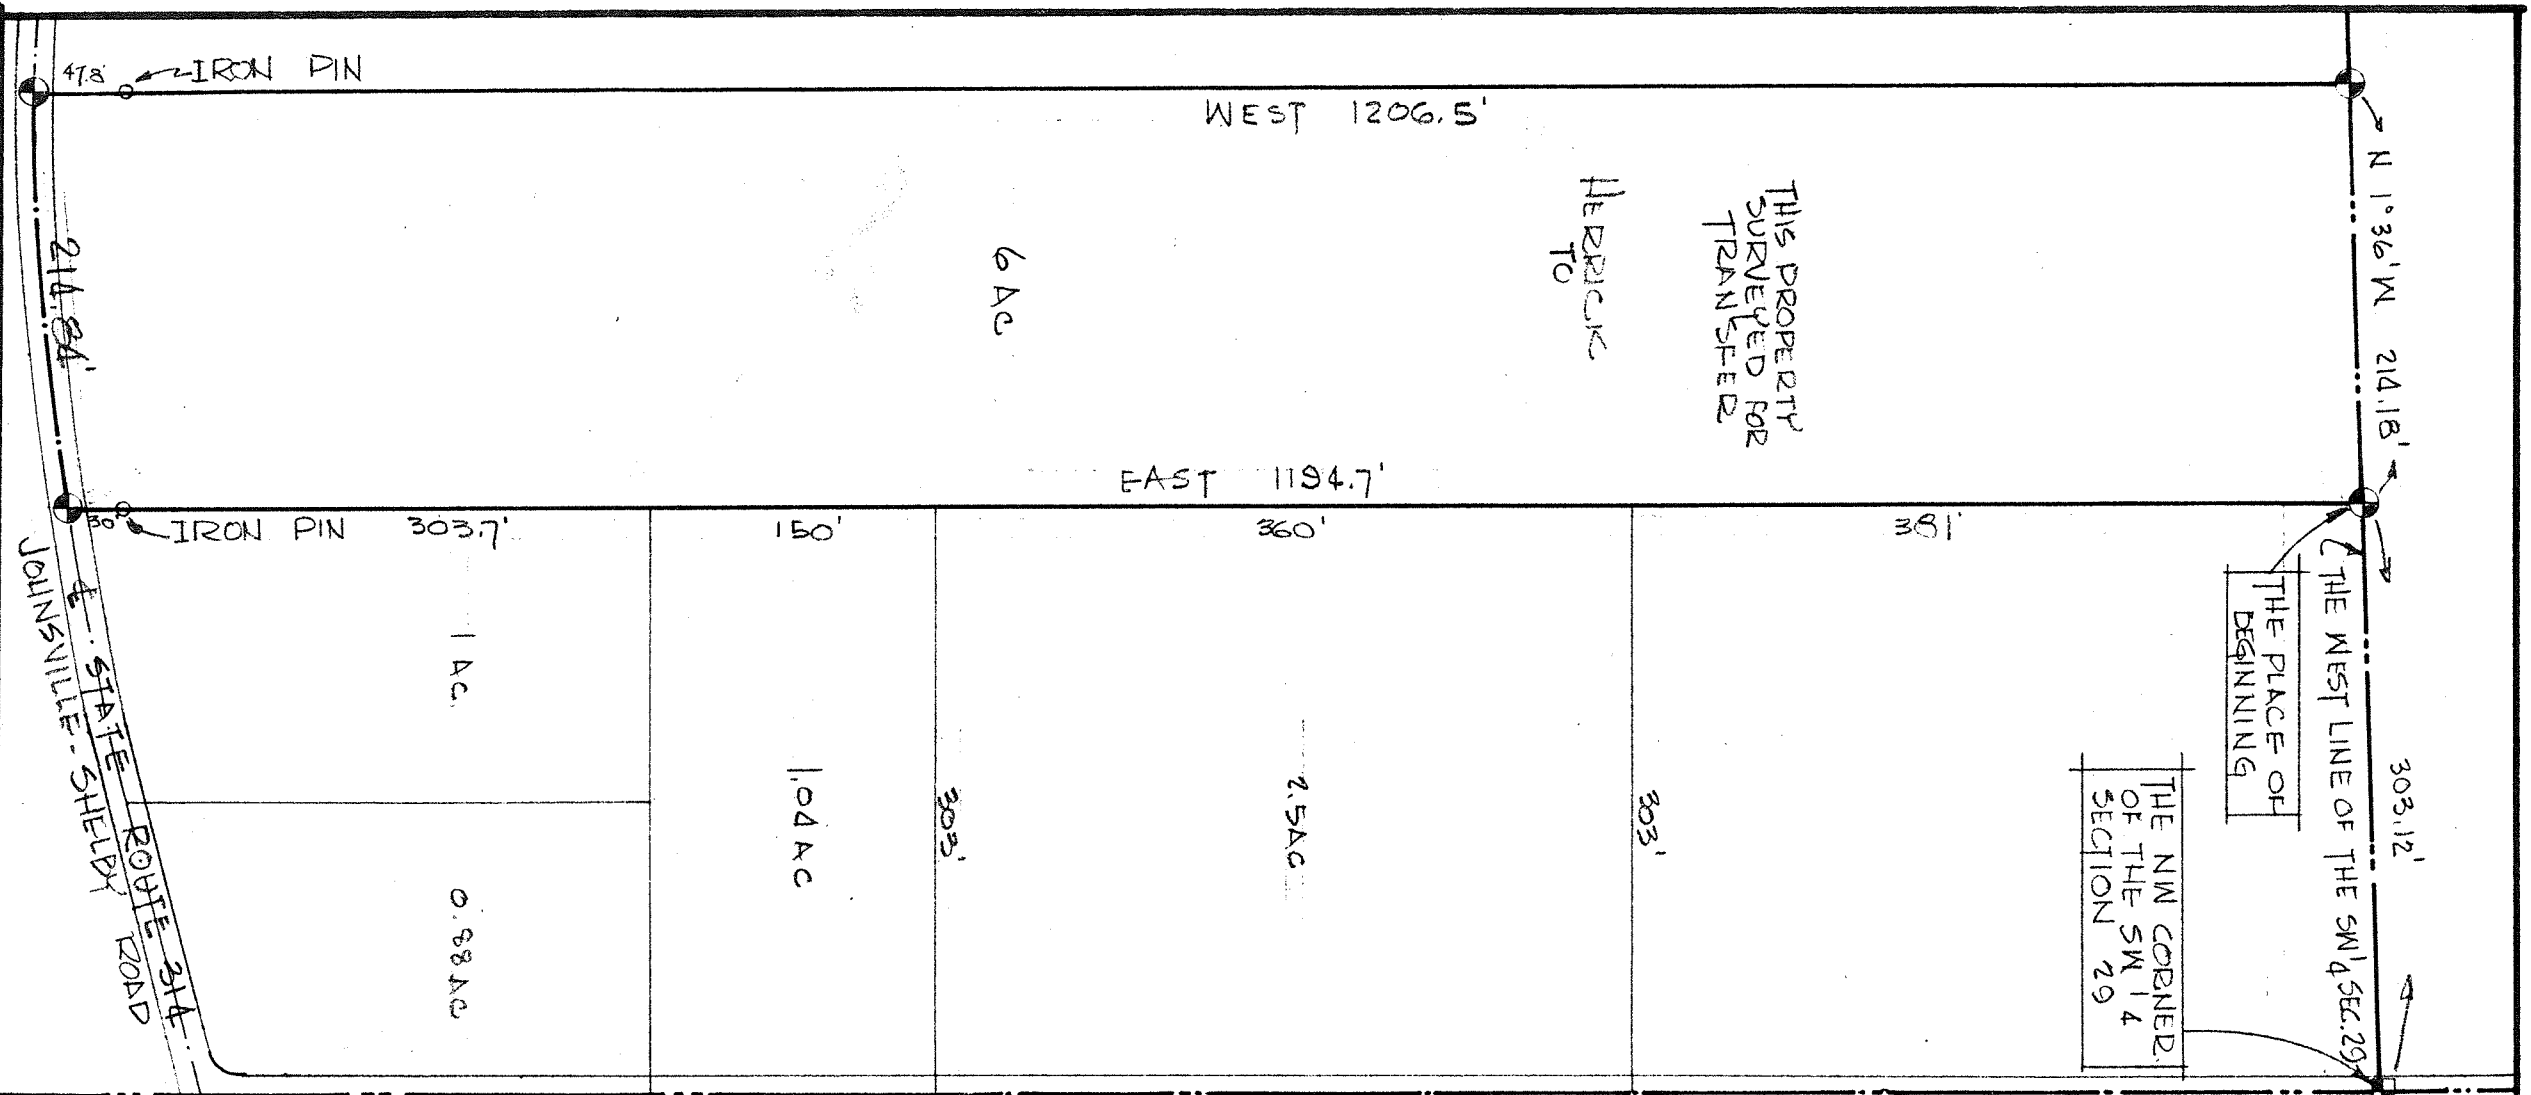 47.8'
IRON PIN
WEST 1206.5'
N 1°36'W 214.18'
THIS PROPERTY
SURVEYED FOR
TRANSFER
HERRICK
TO
6 AC
214.84'
EAST 1194.7'
30'
IRON PIN
303.7'
150'
360'
381'
THE PLACE OF
BEGINNING
THE WEST LINE OF THE SW 1/4 SEC. 29
303.12'
THE NW CORNER
OF THE SW 1/4
SECTION 29
1 AC.
1.04 AC
303'
2.5 AC
303'
0.88 AC
℄ STATE ROUTE 314
JOHNSVILLE - SHELBY ROAD